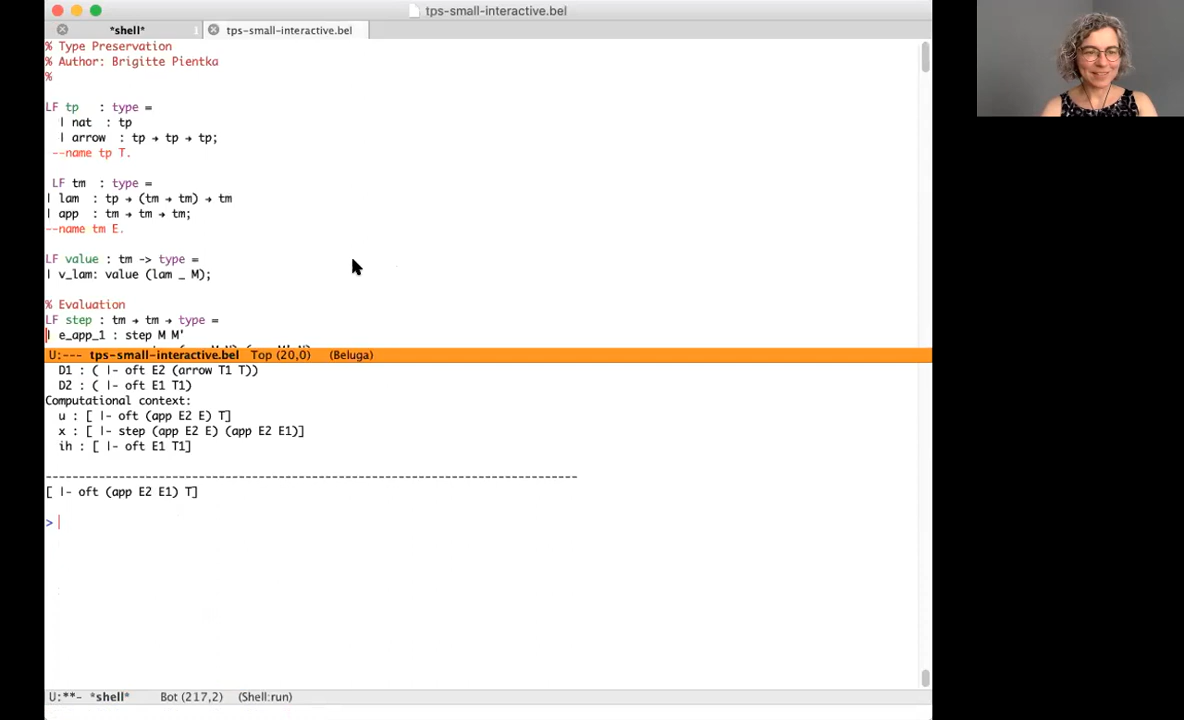 tps-small-interactive.bel
*shell* tps-small-interactive.bel
% Type Preservation
% Author: Brigitte Pientka
%
LF tp : type =
| nat : tp
| arrow : tp → tp → tp;
--name tp T.
LF tm : type =
| lam : tp → (tm → tm) → tm
| app : tm → tm → tm;
--name tm E.
LF value : tm -> type =
| v_lam: value (lam _ M);
% Evaluation
LF step : tm → tm → type =
| e_app_1 : step M M'
U:--- tps-small-interactive.bel Top (20,0) (Beluga)
D1 : ( |- oft E2 (arrow T1 T))
D2 : ( |- oft E1 T1)
Computational context:
u : [ |- oft (app E2 E) T]
x : [ |- step (app E2 E) (app E2 E1)]
ih : [ |- oft E1 T1]
--------------------------------------------------------------------------------
[ |- oft (app E2 E1) T]
>
U:**- *shell* Bot (217,2) (Shell:run)